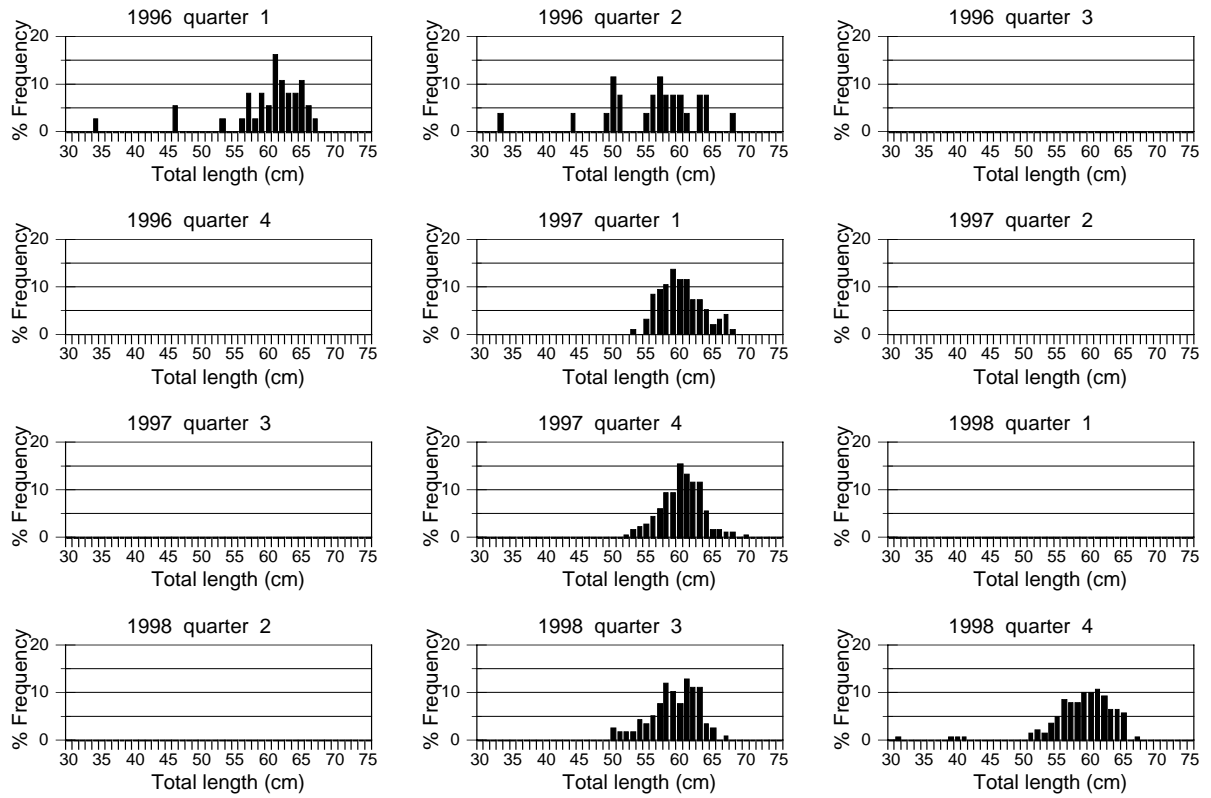 1996 quarter 1
% Frequency
20
10
0
30 35 40 45 50 55 60 65 70 75
Total length (cm)
1996 quarter 2
% Frequency
20
10
0
30 35 40 45 50 55 60 65 70 75
Total length (cm)
1996 quarter 3
% Frequency
20
10
0
30 35 40 45 50 55 60 65 70 75
Total length (cm)
1996 quarter 4
% Frequency
20
10
0
30 35 40 45 50 55 60 65 70 75
Total length (cm)
1997 quarter 1
% Frequency
20
10
0
30 35 40 45 50 55 60 65 70 75
Total length (cm)
1997 quarter 2
% Frequency
20
10
0
30 35 40 45 50 55 60 65 70 75
Total length (cm)
1997 quarter 3
% Frequency
20
10
0
30 35 40 45 50 55 60 65 70 75
Total length (cm)
1997 quarter 4
% Frequency
20
10
0
30 35 40 45 50 55 60 65 70 75
Total length (cm)
1998 quarter 1
% Frequency
20
10
0
30 35 40 45 50 55 60 65 70 75
Total length (cm)
1998 quarter 2
% Frequency
20
10
0
30 35 40 45 50 55 60 65 70 75
Total length (cm)
1998 quarter 3
% Frequency
20
10
0
30 35 40 45 50 55 60 65 70 75
Total length (cm)
1998 quarter 4
% Frequency
20
10
0
30 35 40 45 50 55 60 65 70 75
Total length (cm)